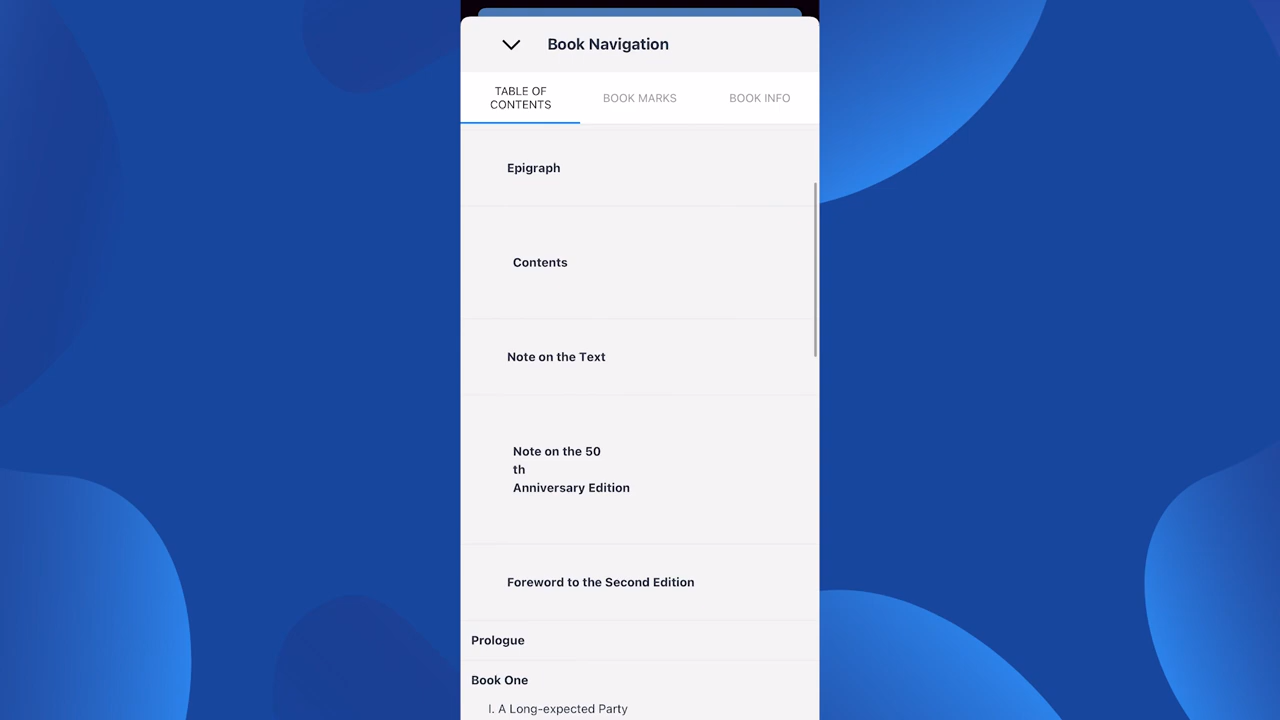 Book Navigation
TABLE OF
CONTENTS
BOOK MARKS
BOOK INFO
Epigraph
Contents
Note on the Text
Note on the 50
th
Anniversary Edition
Foreword to the Second Edition
Prologue
Book One
I. A Long-expected Party